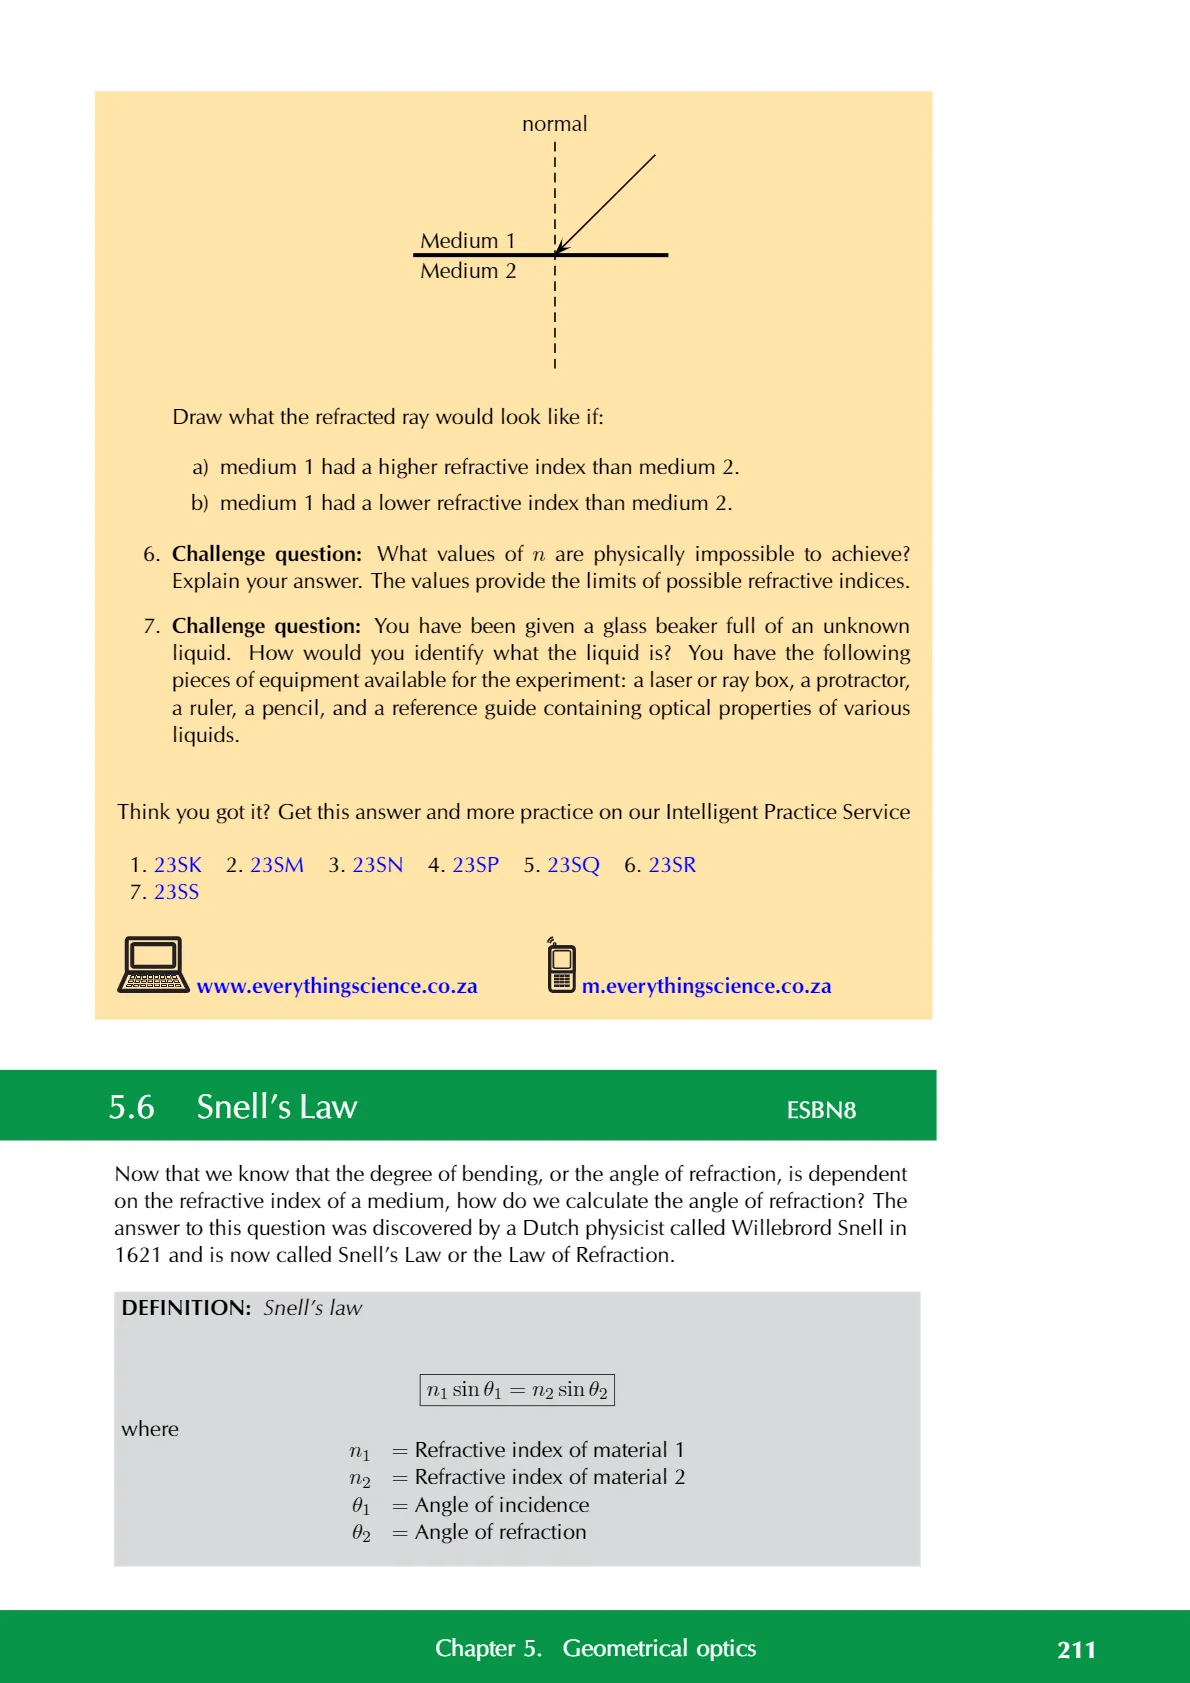 normal
Medium 1
Medium 2
Draw what the refracted ray would look like if:
a) medium 1 had a higher refractive index than medium 2.
b) medium 1 had a lower refractive index than medium 2.
6. Challenge question: What values of n are physically impossible to achieve?
Explain your answer. The values provide the limits of possible refractive indices.
7. Challenge question: You have been given a glass beaker full of an unknown
liquid. How would you identify what the liquid is? You have the following
pieces of equipment available for the experiment: a laser or ray box, a protractor,
a ruler, a pencil, and a reference guide containing optical properties of various
liquids.
Think you got it? Get this answer and more practice on our Intelligent Practice Service
1. 23SK 2. 23SM 3. 23SN 4. 23SP 5. 23SQ 6. 23SR
7. 23SS
www.everythingscience.co.za m.everythingscience.co.za
5.6 Snell's Law ESBN8
Now that we know that the degree of bending, or the angle of refraction, is dependent
on the refractive index of a medium, how do we calculate the angle of refraction? The
answer to this question was discovered by a Dutch physicist called Willebrord Snell in
1621 and is now called Snell's Law or the Law of Refraction.
DEFINITION: Snell's law
n₁ sin θ₁ = n₂ sin θ₂
where
n₁ = Refractive index of material 1
n₂ = Refractive index of material 2
θ₁ = Angle of incidence
θ₂ = Angle of refraction
Chapter 5. Geometrical optics 211